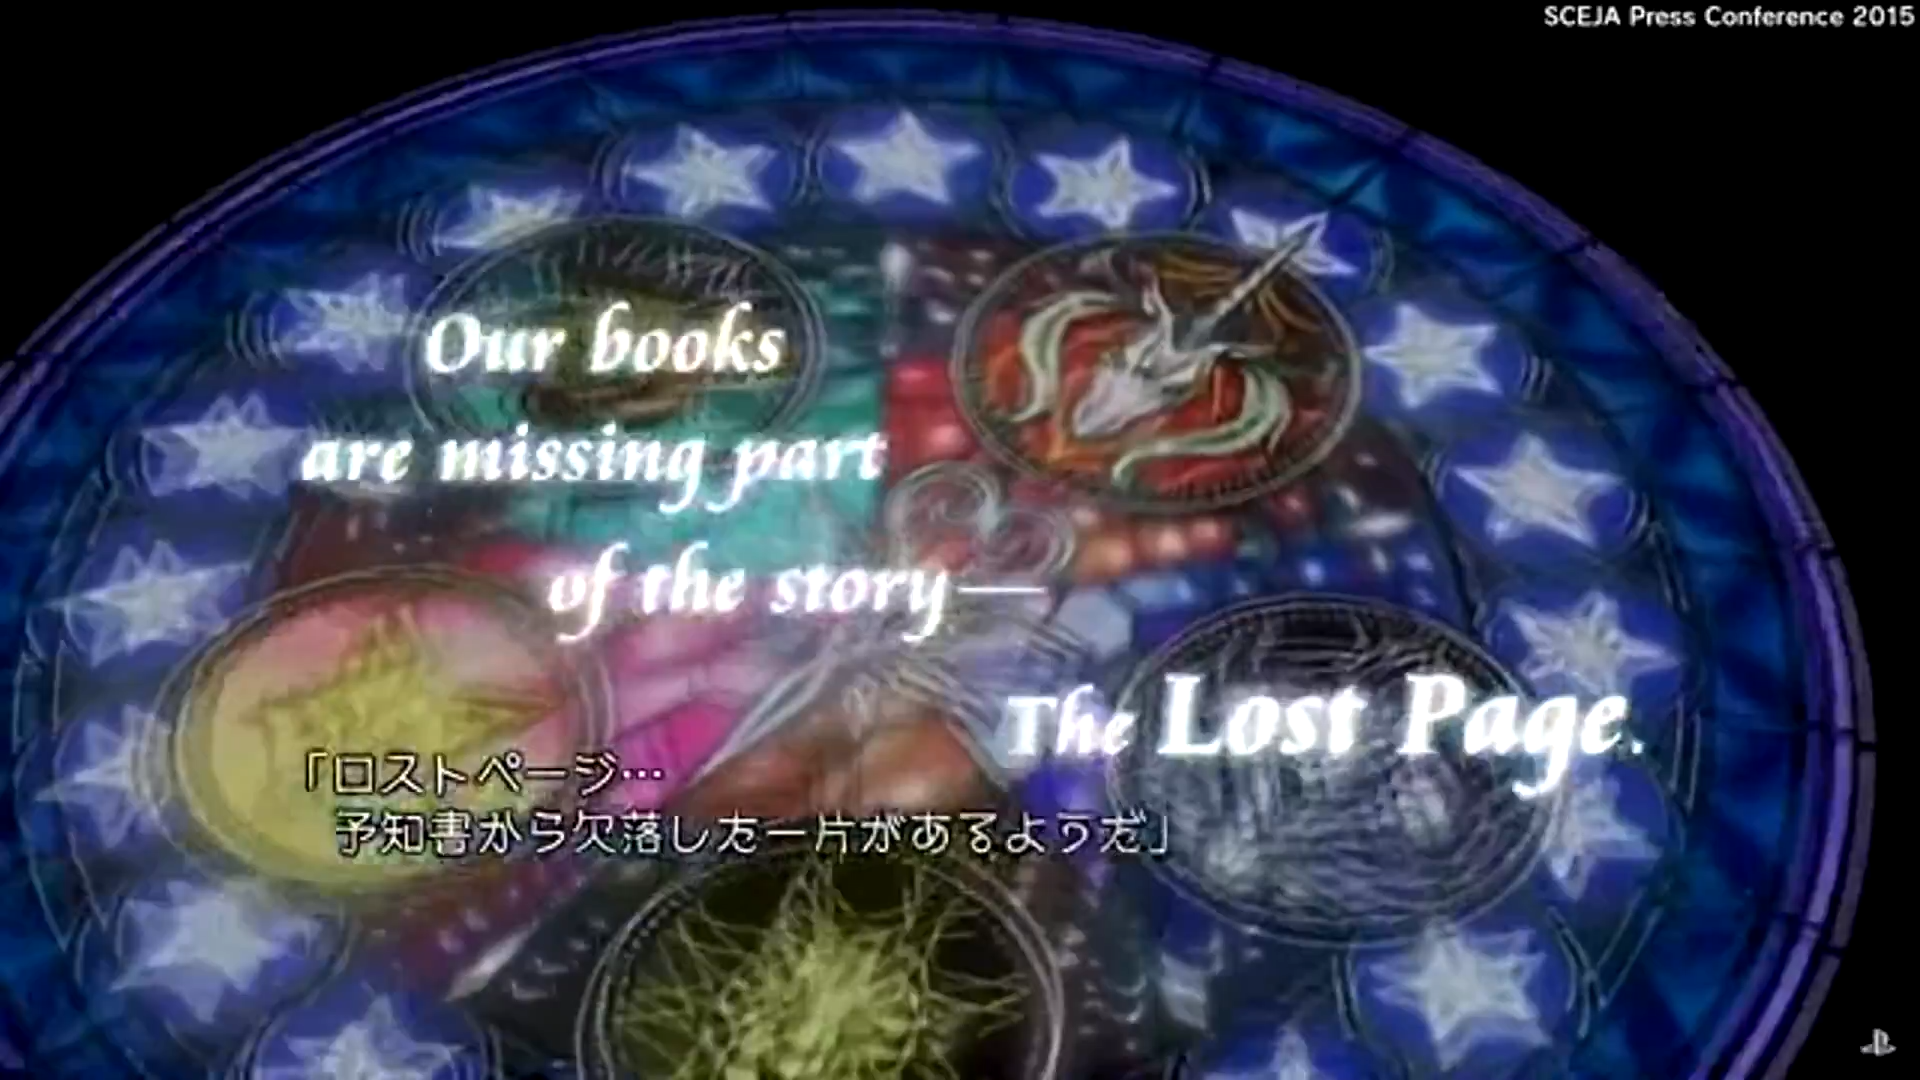 SCEJA Press Conference 2015
Our books
are missing part
of the story—
The Lost Page.
「ロストページ…
予知書から欠落した一片があるようだ」